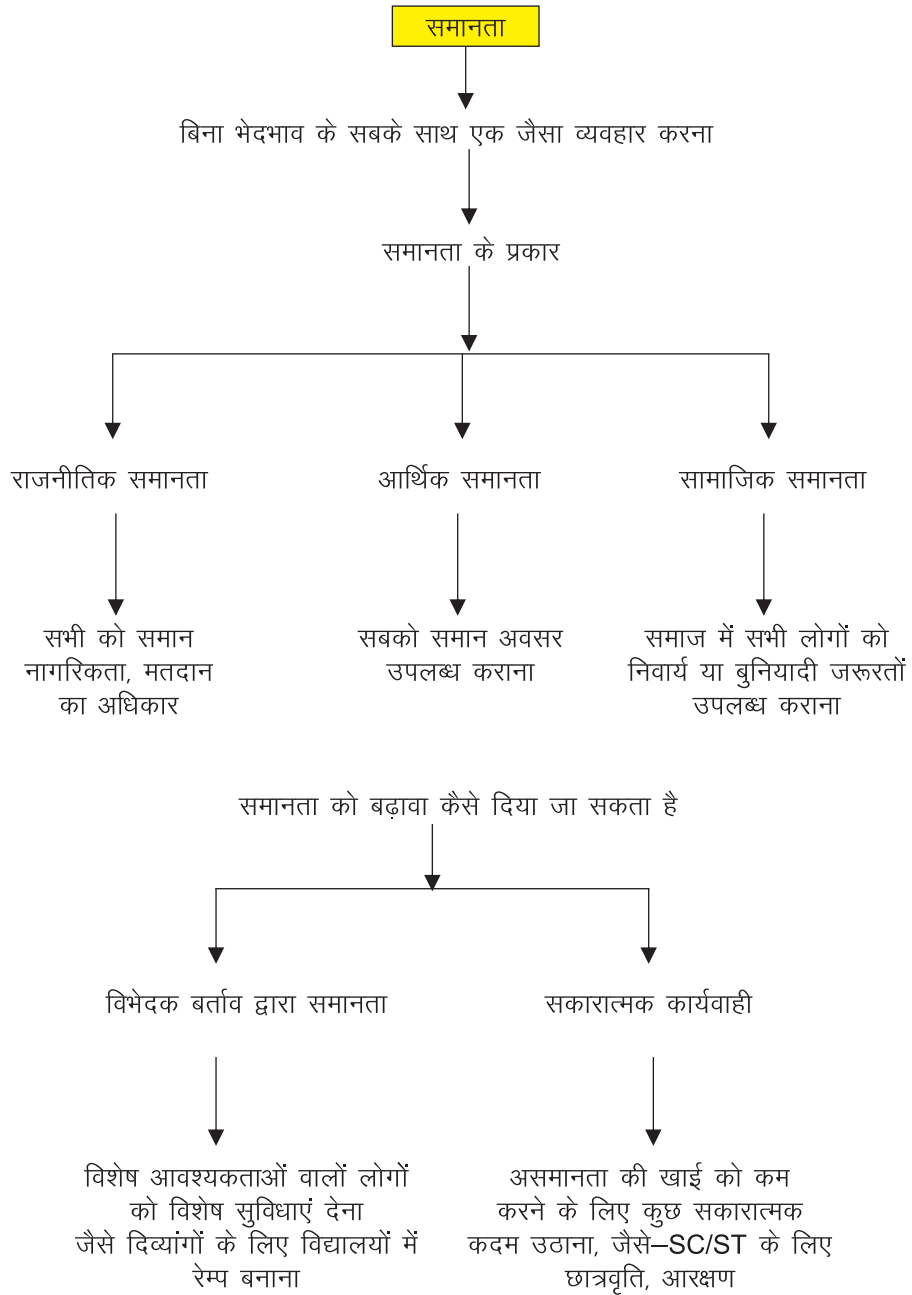 समानता
बिना भेदभाव के सबके साथ एक जैसा व्यवहार करना
समानता के प्रकार
राजनीतिक समानता
आर्थिक समानता
सामाजिक समानता
सभी को समान
नागरिकता, मतदान
का अधिकार
सबको समान अवसर
उपलब्ध कराना
समाज में सभी लोगों को
निवार्य या बुनियादी जरूरतों
उपलब्ध कराना
समानता को बढ़ावा कैसे दिया जा सकता है
विभेदक बर्ताव द्वारा समानता
सकारात्मक कार्यवाही
विशेष आवश्यकताओं वालों लोगों
को विशेष सुविधाएं देना
जैसे दिव्यांगों के लिए विद्यालयों में
रेम्प बनाना
असमानता की खाई को कम
करने के लिए कुछ सकारात्मक
कदम उठाना, जैसे–SC/ST के लिए
छात्रवृति, आरक्षण